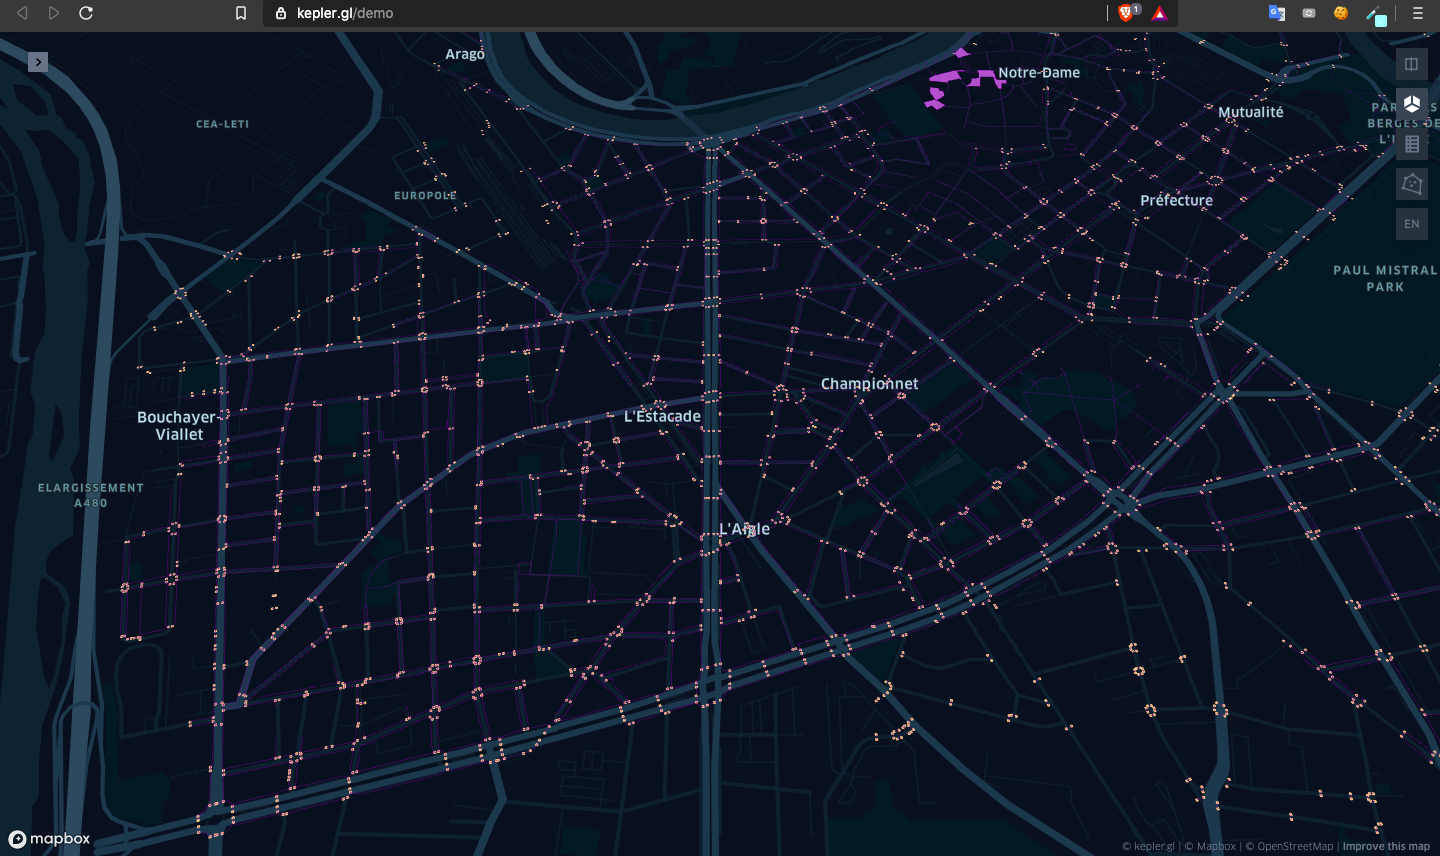 kepler.gl/demo
1
Arago
Notre-Dame
Mutualité
CEA-LETI
EUROPOLE
Préfecture
EN
PAUL MISTRAL
PARK
Championnet
Bouchayer-
Viallet
L'Estacade
ELARGISSEMENT
A480
L'Aigle
mapbox
© kepler.gl | © Mapbox | © OpenStreetMap | Improve this map